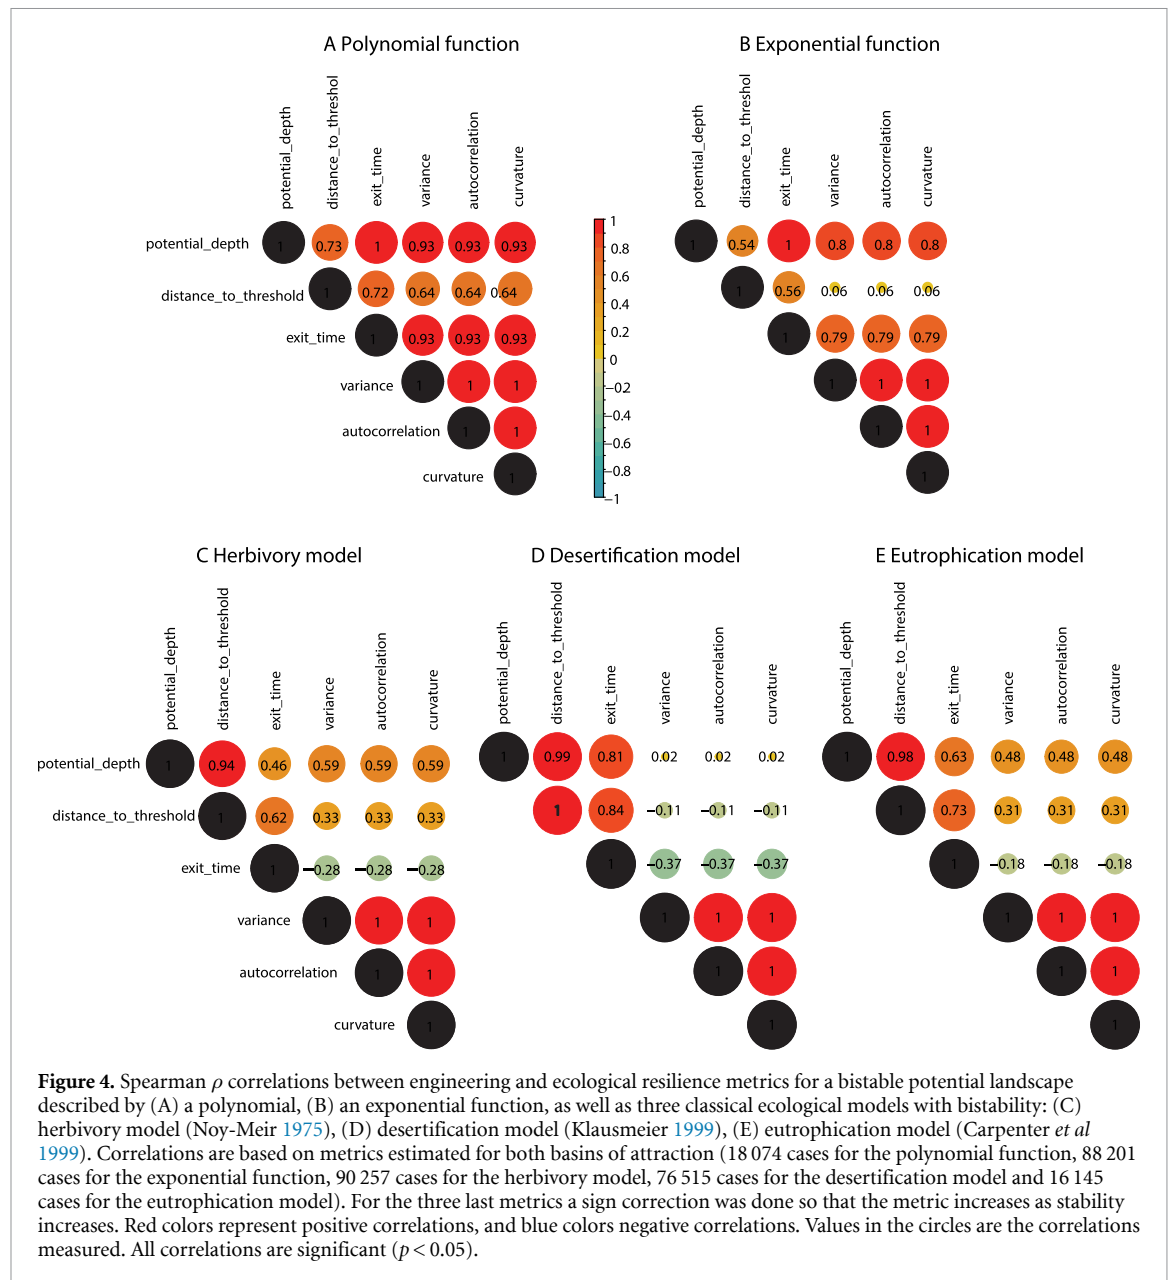 A Polynomial function
B Exponential function
potential_depth
distance_to_threshol
exit_time
variance
autocorrelation
curvature
potential_depth
distance_to_threshol
exit_time
variance
autocorrelation
curvature
potential_depth 1 0.73 1 0.93 0.93 0.93
distance_to_threshold 1 0.72 0.64 0.64 0.64
exit_time 1 0.93 0.93 0.93
variance 1 1 1
autocorrelation 1 1
curvature 1
1
0.8
0.6
0.4
0.2
0
−0.2
−0.4
−0.6
−0.8
−1
1 0.54 1 0.8 0.8 0.8
1 0.56 0.06 0.06 0.06
1 0.79 0.79 0.79
1 1 1
1 1
1
C Herbivory model
D Desertification model
E Eutrophication model
potential_depth
distance_to_threshold
exit_time
variance
autocorrelation
curvature
potential_depth
distance_to_threshold
exit_time
variance
autocorrelation
curvature
potential_depth
distance_to_threshold
exit_time
variance
autocorrelation
curvature
potential_depth 1 0.94 0.46 0.59 0.59 0.59
distance_to_threshold 1 0.62 0.33 0.33 0.33
exit_time 1 −0.28 −0.28 −0.28
variance 1 1 1
autocorrelation 1 1
curvature 1
1 0.99 0.81 0.02 0.02 0.02
1 0.84 −0.11 −0.11 −0.11
1 −0.37 −0.37 −0.37
1 1 1
1 1
1
1 0.98 0.63 0.48 0.48 0.48
1 0.73 0.31 0.31 0.31
1 −0.18 −0.18 −0.18
1 1 1
1 1
1
Figure 4. Spearman ρ correlations between engineering and ecological resilience metrics for a bistable potential landscape
described by (A) a polynomial, (B) an exponential function, as well as three classical ecological models with bistability: (C)
herbivory model (Noy-Meir 1975), (D) desertification model (Klausmeier 1999), (E) eutrophication model (Carpenter et al
1999). Correlations are based on metrics estimated for both basins of attraction (18 074 cases for the polynomial function, 88 201
cases for the exponential function, 90 257 cases for the herbivory model, 76 515 cases for the desertification model and 16 145
cases for the eutrophication model). For the three last metrics a sign correction was done so that the metric increases as stability
increases. Red colors represent positive correlations, and blue colors negative correlations. Values in the circles are the correlations
measured. All correlations are significant (p < 0.05).